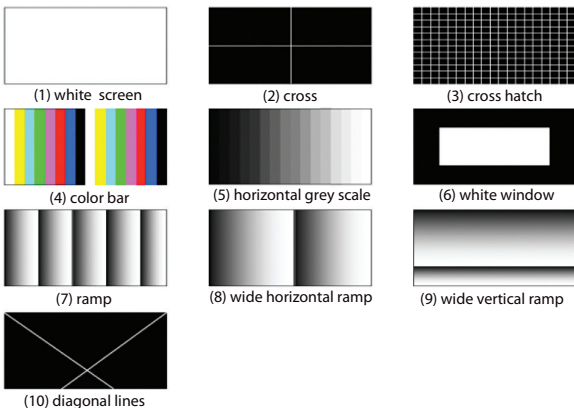 (1) white screen
(2) cross
(3) cross hatch
(4) color bar
(5) horizontal grey scale
(6) white window
(7) ramp
(8) wide horizontal ramp
(9) wide vertical ramp
(10) diagonal lines